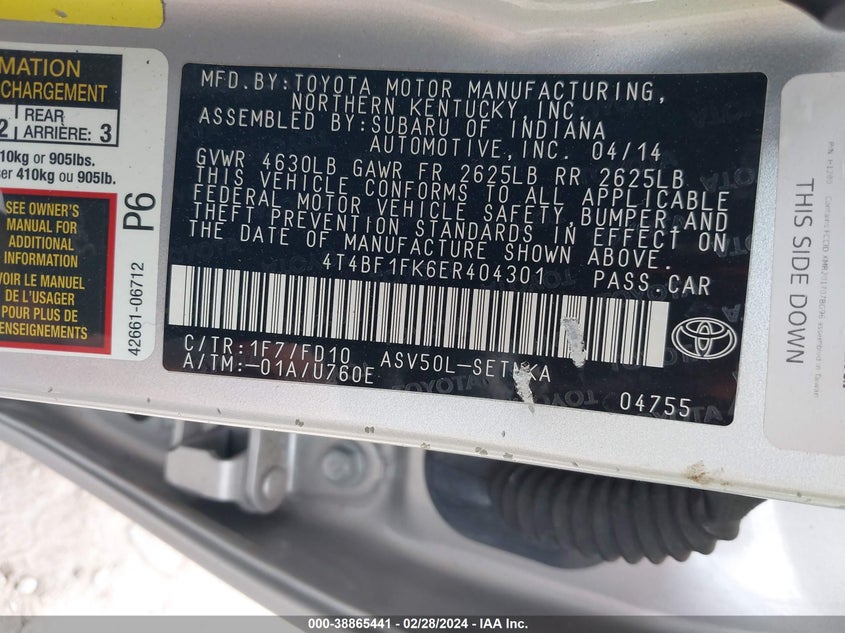 MFD.BY:TOYOTA MOTOR MANUFACTURING,
NORTHERN KENTUCKY,INC.
ASSEMBLED BY:SUBARU OF INDIANA
AUTOMOTIVE,INC. 04/14
GVWR 4630LB GAWR FR 2625LB RR 2625LB
THIS VEHICLE CONFORMS TO ALL APPLICABLE
FEDERAL MOTOR VEHICLE SAFETY,BUMPER,AND
THEFT PREVENTION STANDARDS IN EFFECT ON
THE DATE OF MANUFACTURE SHOWN ABOVE.
4T4BF1FK6ER404301 PASS.CAR
C/TR:1F7/FD10 ASV50L-SET KA
A/TM:-01A/U760E
04755
MATION
CHARGEMENT
2 REAR
ARRIÈRE: 3
10kg or 905lbs.
ser 410kg ou 905lb.
SEE OWNER'S
MANUAL FOR
ADDITIONAL
INFORMATION
VOIR LE MANUEL
DE L'USAGER
POUR PLUS DE
RENSEIGNEMENTS
P6
42661-06712
THIS SIDE DOWN
000-38865441 - 02/28/2024 - IAA Inc.